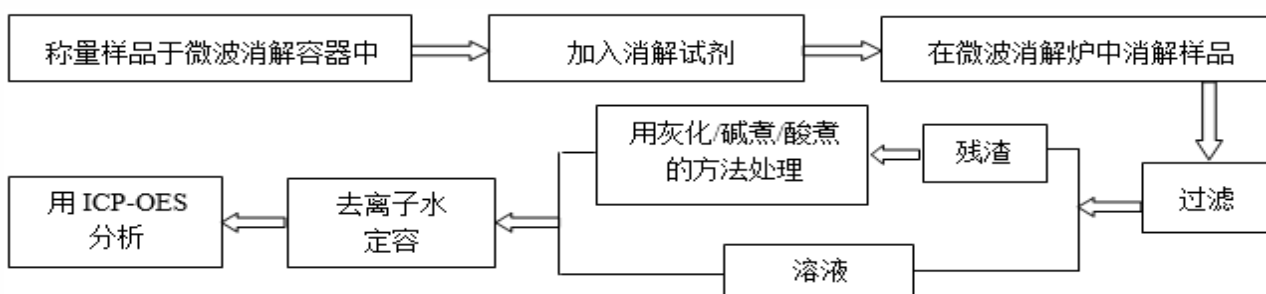 称量样品于微波消解容器中
加入消解试剂
在微波消解炉中消解样品
过滤
残渣
用灰化/碱煮/酸煮
的方法处理
溶液
去离子水
定容
用 ICP-OES
分析